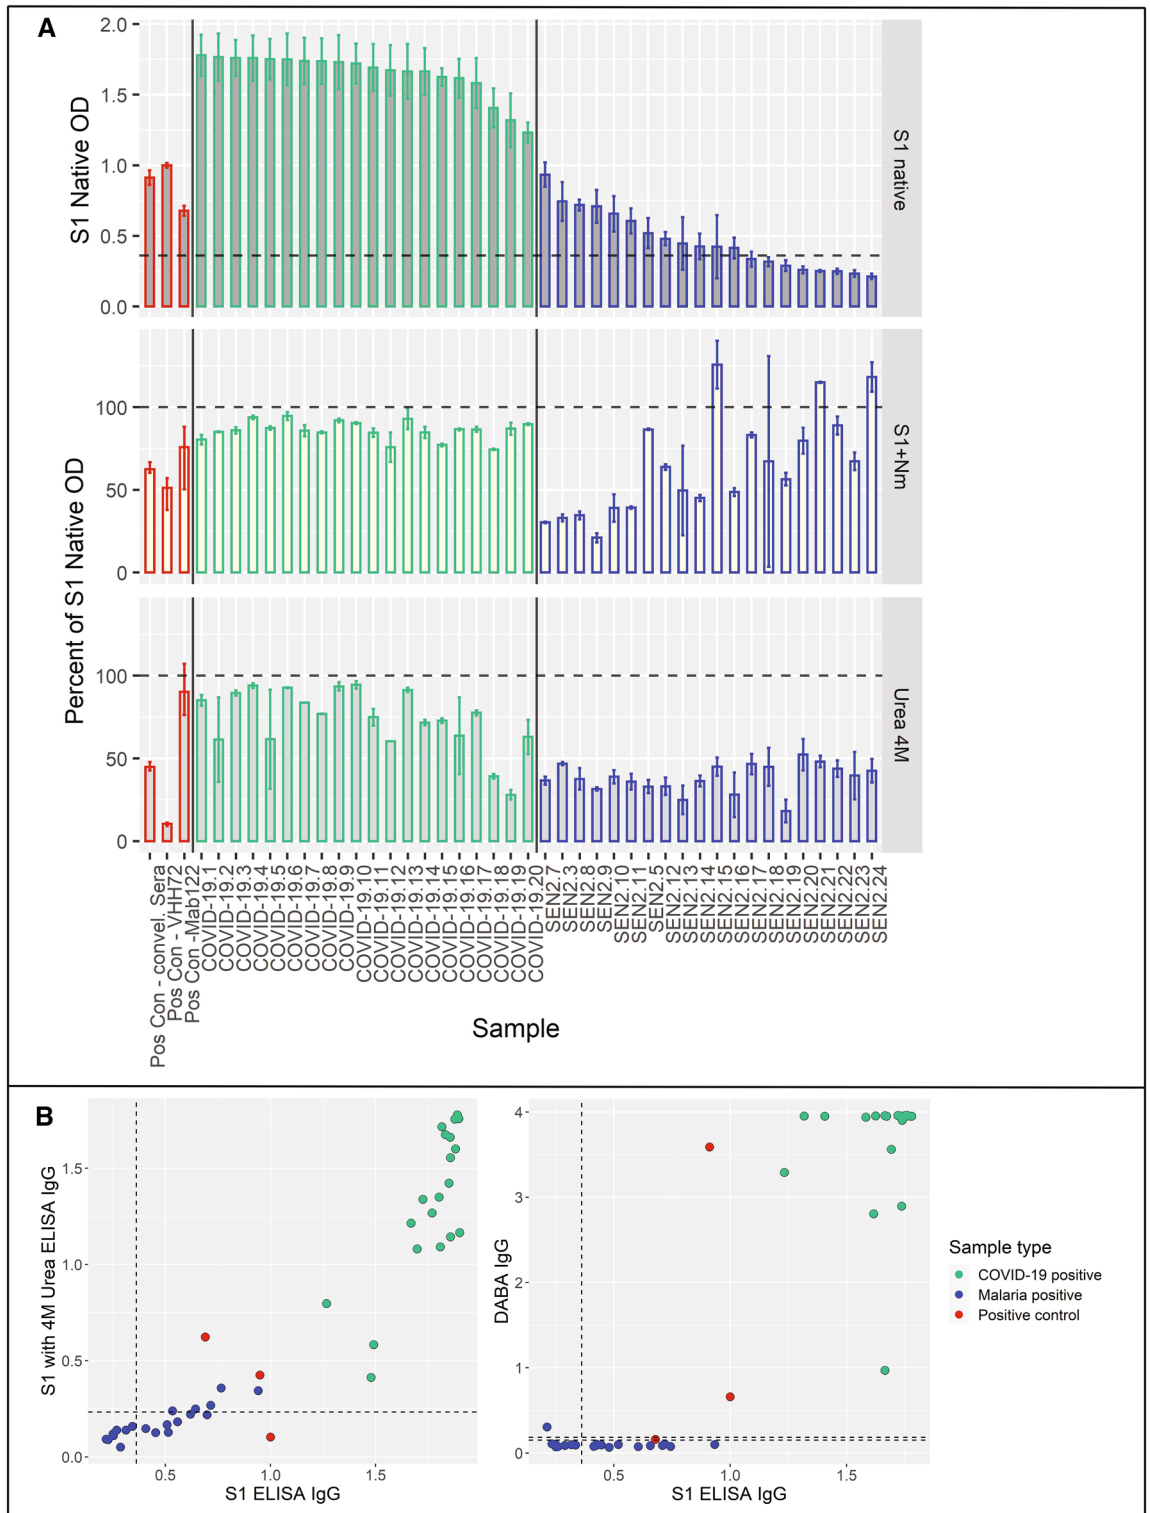 A
2.0
1.5
1.0
0.5
0.0
S1 Native OD
S1 native
100
50
0
S1+Nm
Percent of S1 Native OD
100
50
0
Urea 4M
Pos Con - convel. Sera
Pos Con - VHH72
Pos Con -Mab122
COVID-19.1
COVID-19.2
COVID-19.3
COVID-19.4
COVID-19.5
COVID-19.6
COVID-19.7
COVID-19.8
COVID-19.9
COVID-19.10
COVID-19.11
COVID-19.12
COVID-19.13
COVID-19.14
COVID-19.15
COVID-19.16
COVID-19.17
COVID-19.18
COVID-19.19
COVID-19.20
SEN2.7
SEN2.3
SEN2.8
SEN2.9
SEN2.10
SEN2.11
SEN2.5
SEN2.12
SEN2.13
SEN2.14
SEN2.15
SEN2.16
SEN2.17
SEN2.18
SEN2.19
SEN2.20
SEN2.21
SEN2.22
SEN2.23
SEN2.24
Sample
B
S1 with 4M Urea ELISA IgG
1.5
1.0
0.5
0.0
0.5
1.0
1.5
S1 ELISA IgG
DABA IgG
4
3
2
1
0
0.5
1.0
1.5
S1 ELISA IgG
Sample type
COVID-19 positive
Malaria positive
Positive control